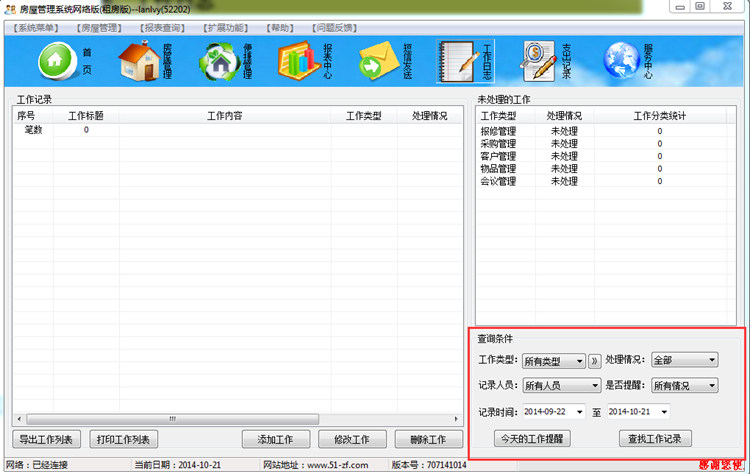 房屋管理系统网络版(租房版)--lanlvy(52202)
【系统菜单】 【房屋管理】 【报表查询】 【扩展功能】 【帮助】 【问题反馈】
首页 房屋管理 便捷管理 报表中心 短信发送 工作日志 支出记录 服务中心
工作记录
序号 工作标题 工作内容 工作类型 处理情况
笔数 0
未处理的工作
工作类型 处理情况 工作分类统计
报修管理 未处理 0
采购管理 未处理 0
客户管理 未处理 0
物品管理 未处理 0
会议管理 未处理 0
查询条件
工作类型: 所有类型 » 处理情况: 全部
记录人员: 所有人员 是否提醒: 所有情况
记录时间: 2014-09-22 至 2014-10-21
今天的工作提醒 查找工作记录
导出工作列表 打印工作列表 添加工作 修改工作 删除工作
网络：已经连接 当前日期：2014-10-21 网站地址：www.51-zf.com 版本号：707141014 感谢您使